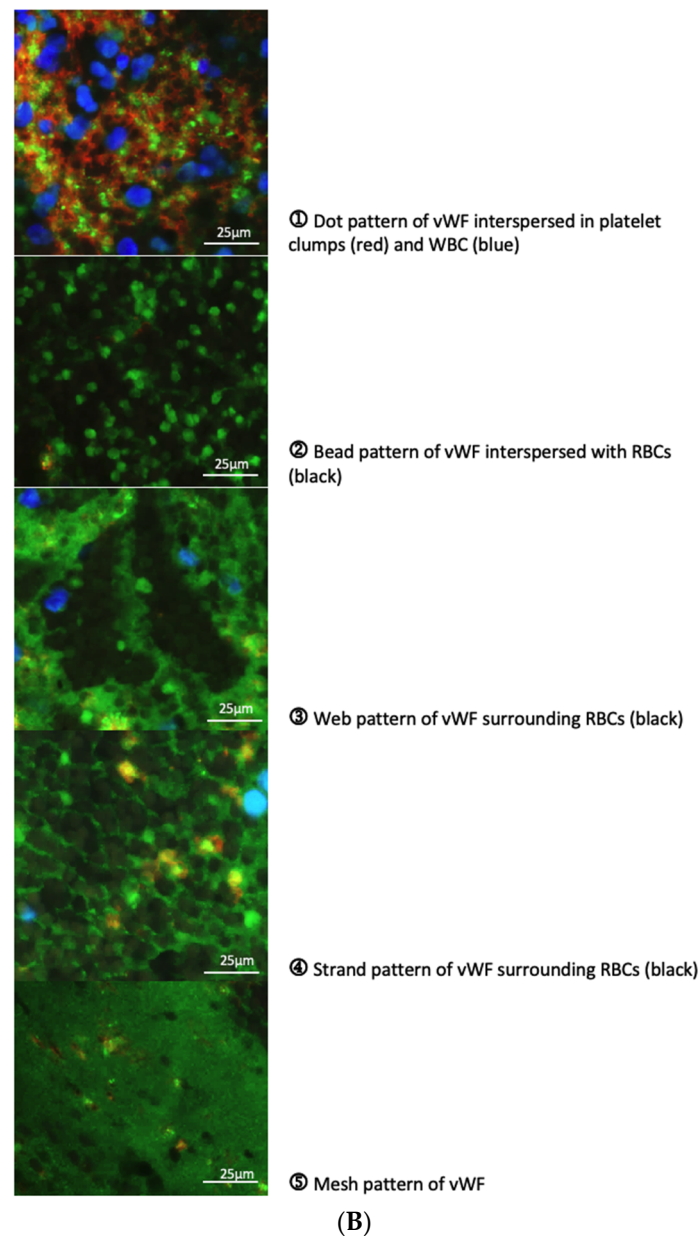 25μm
① Dot pattern of vWF interspersed in platelet
clumps (red) and WBC (blue)
25μm
② Bead pattern of vWF interspersed with RBCs
(black)
25μm
③ Web pattern of vWF surrounding RBCs (black)
25μm
④ Strand pattern of vWF surrounding RBCs (black)
25μm
⑤ Mesh pattern of vWF
(B)